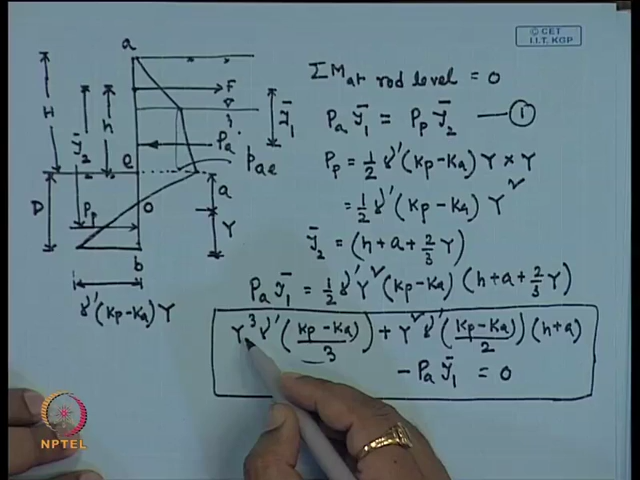 © CET
I.I.T. KGP
a
H
h
ȳ₂
F
ȳ₁
Pa
e
pae
D
Pp
o
a
Y
b
γ'(Kp-Ka) Y
ΣM at rod level = 0
Pa ȳ₁ = Pp ȳ₂ — ①
Pp = 1/2 γ'(Kp-Ka) Y × Y
= 1/2 γ'(Kp-Ka) Y²
ȳ₂ = (h+a+2/3 Y)
Pa ȳ₁ = 1/2 γ' Y² (Kp-Ka) (h+a+2/3 Y)
Y³ γ' ((Kp-Ka)/3) + Y² γ' ((Kp-Ka)/2) (h+a)
- Pa ȳ₁ = 0
NPTEL